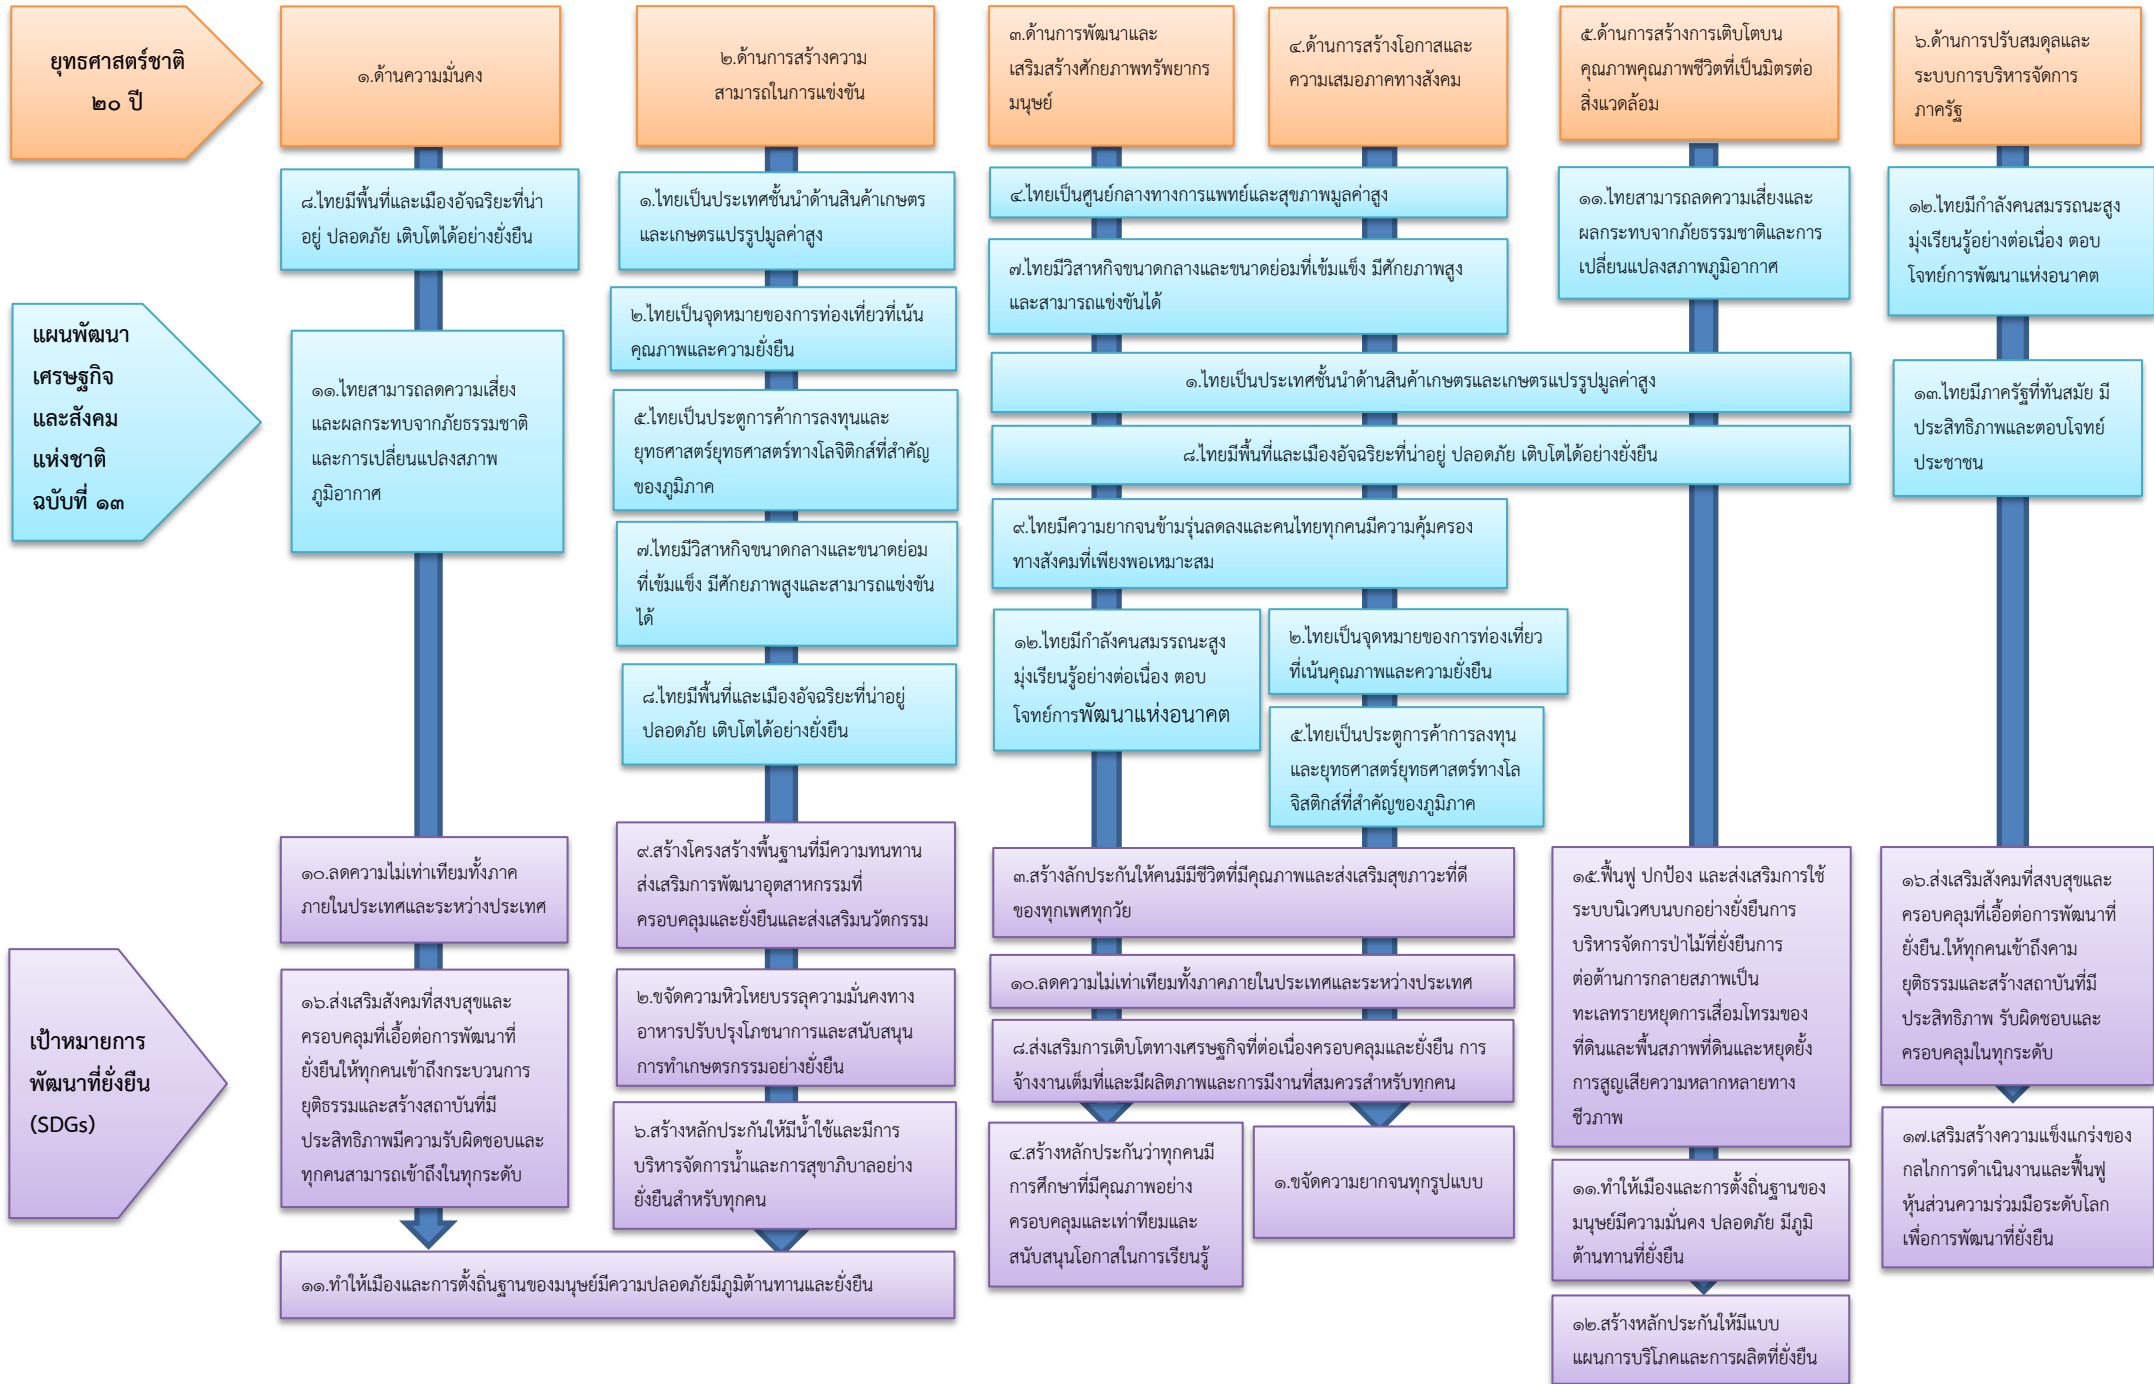 ยุทธศาสตร์ชาติ
๒๐ ปี
๑.ด้านความมั่นคง
๒.ด้านการสร้างความ
สามารถในการแข่งขัน
๓.ด้านการพัฒนาและ
เสริมสร้างศักยภาพทรัพยากร
มนุษย์
๔.ด้านการสร้างโอกาสและ
ความเสมอภาคทางสังคม
๕.ด้านการสร้างการเติบโตบน
คุณภาพคุณภาพชีวิตที่เป็นมิตรต่อ
สิ่งแวดล้อม
๖.ด้านการปรับสมดุลและ
ระบบการบริหารจัดการ
ภาครัฐ
แผนพัฒนา
เศรษฐกิจ
และสังคม
แห่งชาติ
ฉบับที่ ๑๓
๘.ไทยมีพื้นที่และเมืองอัจฉริยะที่น่า
อยู่ ปลอดภัย เติบโตได้อย่างยั่งยืน
๑๑.ไทยสามารถลดความเสี่ยง
และผลกระทบจากภัยธรรมชาติ
และการเปลี่ยนแปลงสภาพ
ภูมิอากาศ
๑.ไทยเป็นประเทศชั้นนำด้านสินค้าเกษตร
และเกษตรแปรรูปมูลค่าสูง
๒.ไทยเป็นจุดหมายของการท่องเที่ยวที่เน้น
คุณภาพและความยั่งยืน
๕.ไทยเป็นประตูการค้าการลงทุนและ
ยุทธศาสตร์ยุทธศาสตร์ทางโลจิติกส์ที่สำคัญ
ของภูมิภาค
๗.ไทยมีวิสาหกิจขนาดกลางและขนาดย่อม
ที่เข้มแข็ง มีศักยภาพสูงและสามารถแข่งขัน
ได้
๘.ไทยมีพื้นที่และเมืองอัจฉริยะที่น่าอยู่
ปลอดภัย เติบโตได้อย่างยั่งยืน
๔.ไทยเป็นศูนย์กลางทางการแพทย์และสุขภาพมูลค่าสูง
๗.ไทยมีวิสาหกิจขนาดกลางและขนาดย่อมที่เข้มแข็ง มีศักยภาพสูง
และสามารถแข่งขันได้
๑.ไทยเป็นประเทศชั้นนำด้านสินค้าเกษตรและเกษตรแปรรูปมูลค่าสูง
๘.ไทยมีพื้นที่และเมืองอัจฉริยะที่น่าอยู่ ปลอดภัย เติบโตได้อย่างยั่งยืน
๙.ไทยมีความยากจนข้ามรุ่นลดลงและคนไทยทุกคนมีความคุ้มครอง
ทางสังคมที่เพียงพอเหมาะสม
๑๒.ไทยมีกำลังคนสมรรถนะสูง
มุ่งเรียนรู้อย่างต่อเนื่อง ตอบ
โจทย์การพัฒนาแห่งอนาคต
๒.ไทยเป็นจุดหมายของการท่องเที่ยว
ที่เน้นคุณภาพและความยั่งยืน
๕.ไทยเป็นประตูการค้าการลงทุน
และยุทธศาสตร์ยุทธศาสตร์ทางโล
จิสติกส์ที่สำคัญของภูมิภาค
๑๑.ไทยสามารถลดความเสี่ยงและ
ผลกระทบจากภัยธรรมชาติและการ
เปลี่ยนแปลงสภาพภูมิอากาศ
๑๒.ไทยมีกำลังคนสมรรถนะสูง
มุ่งเรียนรู้อย่างต่อเนื่อง ตอบ
โจทย์การพัฒนาแห่งอนาคต
๑๓.ไทยมีภาครัฐที่ทันสมัย มี
ประสิทธิภาพและตอบโจทย์
ประชาชน
เป้าหมายการ
พัฒนาที่ยั่งยืน
(SDGs)
๑๐.ลดความไม่เท่าเทียมทั้งภาค
ภายในประเทศและระหว่างประเทศ
๑๖.ส่งเสริมสังคมที่สงบสุขและ
ครอบคลุมที่เอื้อต่อการพัฒนาที่
ยั่งยืนให้ทุกคนเข้าถึงกระบวนการ
ยุติธรรมและสร้างสถาบันที่มี
ประสิทธิภาพมีความรับผิดชอบและ
ทุกคนสามารถเข้าถึงในทุกระดับ
๙.สร้างโครงสร้างพื้นฐานที่มีความทนทาน
ส่งเสริมการพัฒนาอุตสาหกรรมที่
ครอบคลุมและยั่งยืนและส่งเสริมนวัตกรรม
๒.ขจัดความหิวโหยบรรลุความมั่นคงทาง
อาหารปรับปรุงโภชนาการและสนับสนุน
การทำเกษตรกรรมอย่างยั่งยืน
๖.สร้างหลักประกันให้มีน้ำใช้และมีการ
บริหารจัดการน้ำและการสุขาภิบาลอย่าง
ยั่งยืนสำหรับทุกคน
๑๑.ทำให้เมืองและการตั้งถิ่นฐานของมนุษย์มีความปลอดภัยมีภูมิต้านทานและยั่งยืน
๓.สร้างลักประกันให้คนมีมีชีวิตที่มีคุณภาพและส่งเสริมสุขภาวะที่ดี
ของทุกเพศทุกวัย
๑๐.ลดความไม่เท่าเทียมทั้งภาคภายในประเทศและระหว่างประเทศ
๘.ส่งเสริมการเติบโตทางเศรษฐกิจที่ต่อเนื่องครอบคลุมและยั่งยืน การ
จ้างงานเต็มที่และมีผลิตภาพและการมีงานที่สมควรสำหรับทุกคน
๔.สร้างหลักประกันว่าทุกคนมี
การศึกษาที่มีคุณภาพอย่าง
ครอบคลุมและเท่าเทียมและ
สนับสนุนโอกาสในการเรียนรู้
๑.ขจัดความยากจนทุกรูปแบบ
๑๕.ฟื้นฟู ปกป้อง และส่งเสริมการใช้
ระบบนิเวศบนบกอย่างยั่งยืนการ
บริหารจัดการป่าไม้ที่ยั่งยืนการ
ต่อต้านการกลายสภาพเป็น
ทะเลทรายหยุดการเสื่อมโทรมของ
ที่ดินและพื้นสภาพที่ดินและหยุดยั้ง
การสูญเสียความหลากหลายทาง
ชีวภาพ
๑๑.ทำให้เมืองและการตั้งถิ่นฐานของ
มนุษย์มีความมั่นคง ปลอดภัย มีภูมิ
ต้านทานที่ยั่งยืน
๑๒.สร้างหลักประกันให้มีแบบ
แผนการบริโภคและการผลิตที่ยั่งยืน
๑๖.ส่งเสริมสังคมที่สงบสุขและ
ครอบคลุมที่เอื้อต่อการพัฒนาที่
ยั่งยืน.ให้ทุกคนเข้าถึงคาม
ยุติธรรมและสร้างสถาบันที่มี
ประสิทธิภาพ รับผิดชอบและ
ครอบคลุมในทุกระดับ
๑๗.เสริมสร้างความแข็งแกร่งของ
กลไกการดำเนินงานและฟื้นฟู
หุ้นส่วนความร่วมมือระดับโลก
เพื่อการพัฒนาที่ยั่งยืน